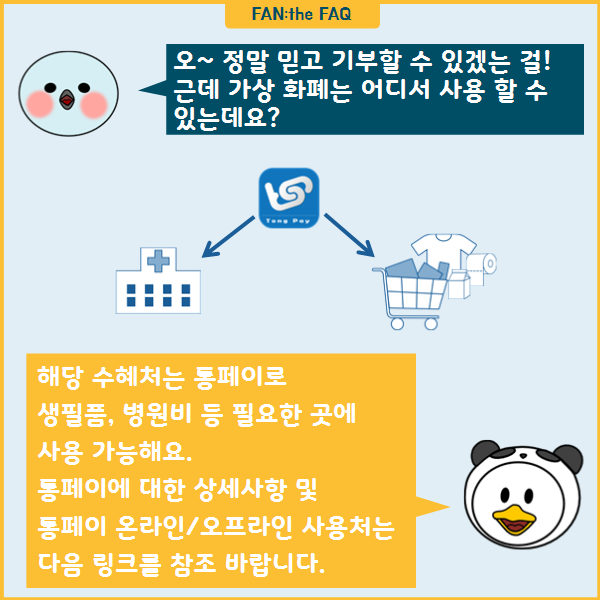 FAN:the FAQ
오~ 정말 믿고 기부할 수 있겠는 걸!
근데 가상 화폐는 어디서 사용 할 수
있는데요?
Tong Pay
해당 수혜처는 통페이로
생필품, 병원비 등 필요한 곳에
사용 가능해요.
통페이에 대한 상세사항 및
통페이 온라인/오프라인 사용처는
다음 링크를 참조 바랍니다.